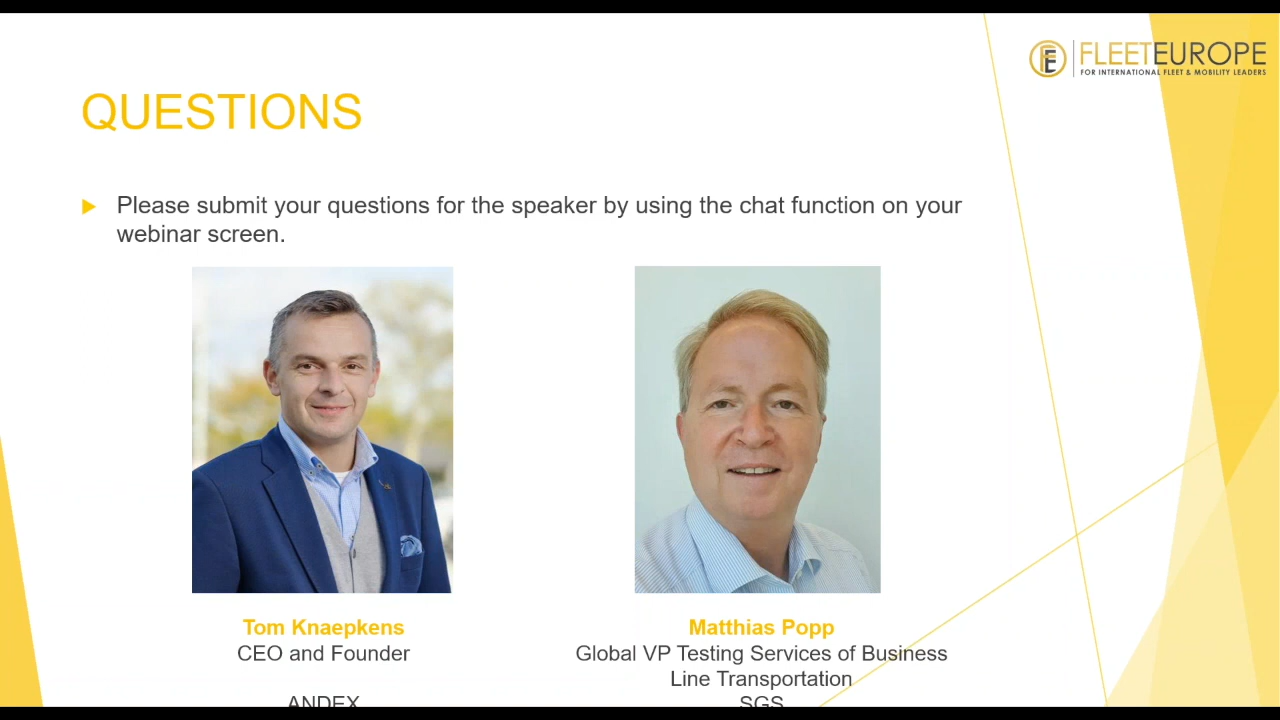 FLEETEUROPE
FOR INTERNATIONAL FLEET & MOBILITY LEADERS
QUESTIONS
Please submit your questions for the speaker by using the chat function on your
webinar screen.
Tom Knaepkens
CEO and Founder
ANDEX
Matthias Popp
Global VP Testing Services of Business
Line Transportation
SGS